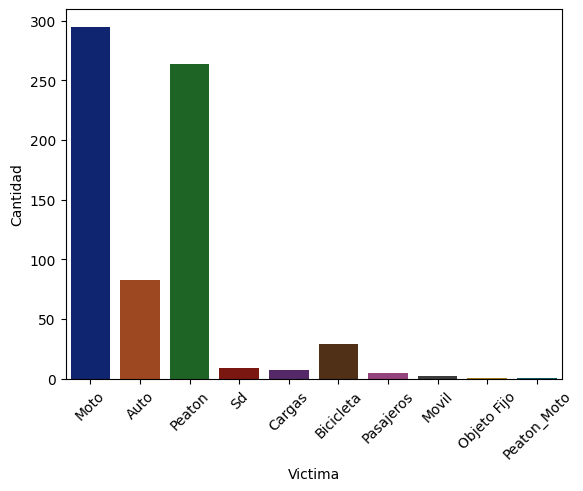 300
250
200
150
100
50
0
Cantidad
Moto
Auto
Peaton
Sd
Cargas
Bicicleta
Pasajeros
Movil
Objeto Fijo
Peaton_Moto
Victima